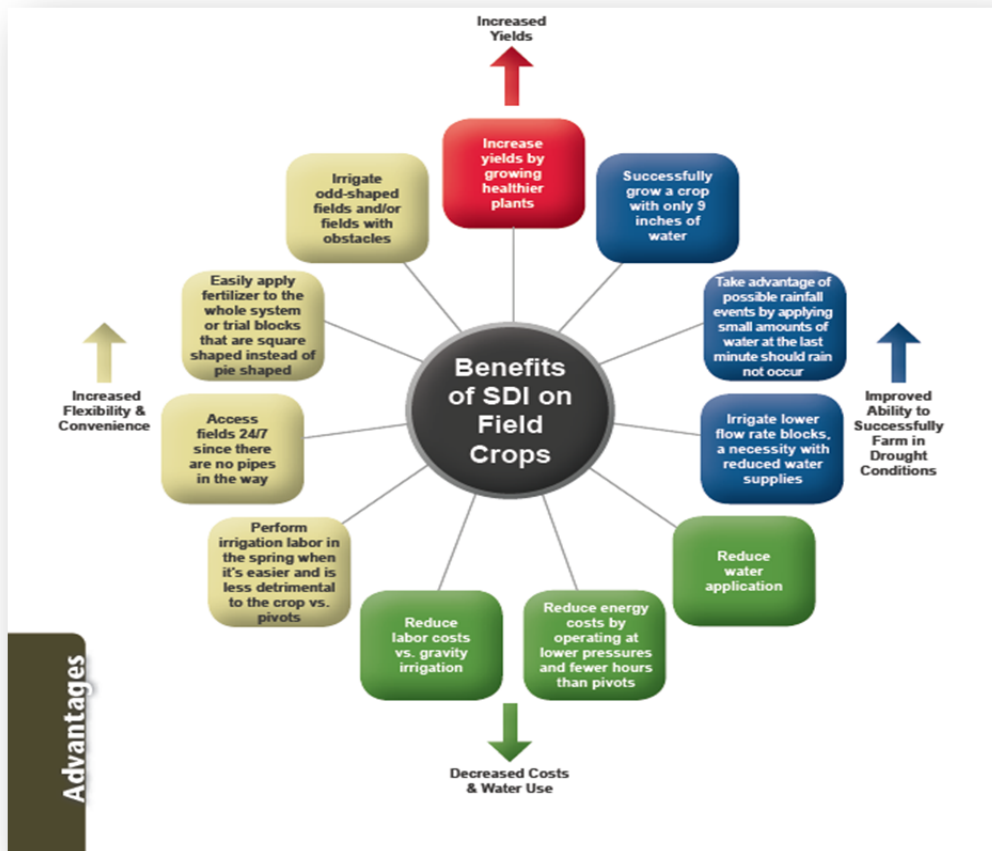 Increased
Yields
Increase
yields by
growing
healthier
plants
Successfully
grow a crop
with only 9
inches of
water
Take advantage of
possible rainfall
events by applying
small amounts of
water at the last
minute should rain
not occur
Irrigate lower
flow rate blocks,
a necessity with
reduced water
supplies
Improved
Ability to
Successfully
Farm in
Drought
Conditions
Reduce
water
application
Reduce energy
costs by
operating at
lower pressures
and fewer hours
than pivots
Reduce
labor costs
vs. gravity
irrigation
Decreased Costs
& Water Use
Perform
irrigation labor in
the spring when
it's easier and is
less detrimental
to the crop vs.
pivots
Access
fields 24/7
since there
are no pipes
in the way
Easily apply
fertilizer to the
whole system
or trial blocks
that are square
shaped instead of
pie shaped
Irrigate
odd-shaped
fields and/or
fields with
obstacles
Increased
Flexibility &
Convenience
Benefits
of SDI on
Field
Crops
Advantages